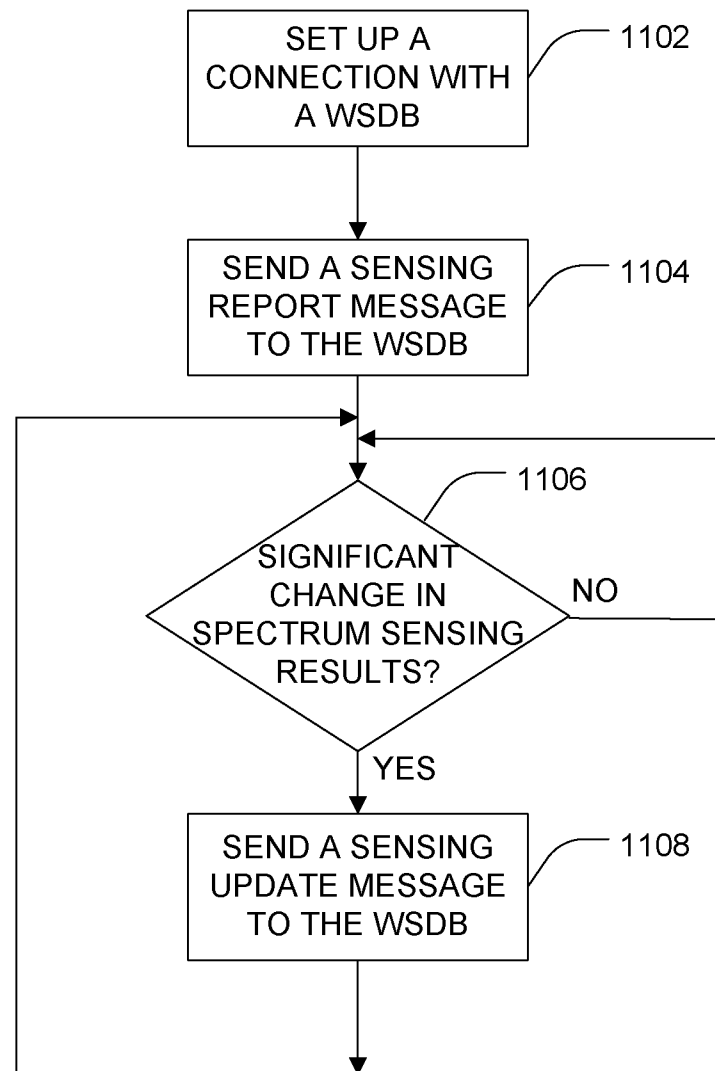 SET UP A
CONNECTION WITH
A WSDB
1102
SEND A SENSING
REPORT MESSAGE
TO THE WSDB
1104
1106
SIGNIFICANT
CHANGE IN
SPECTRUM SENSING
RESULTS?
NO
YES
SEND A SENSING
UPDATE MESSAGE
TO THE WSDB
1108